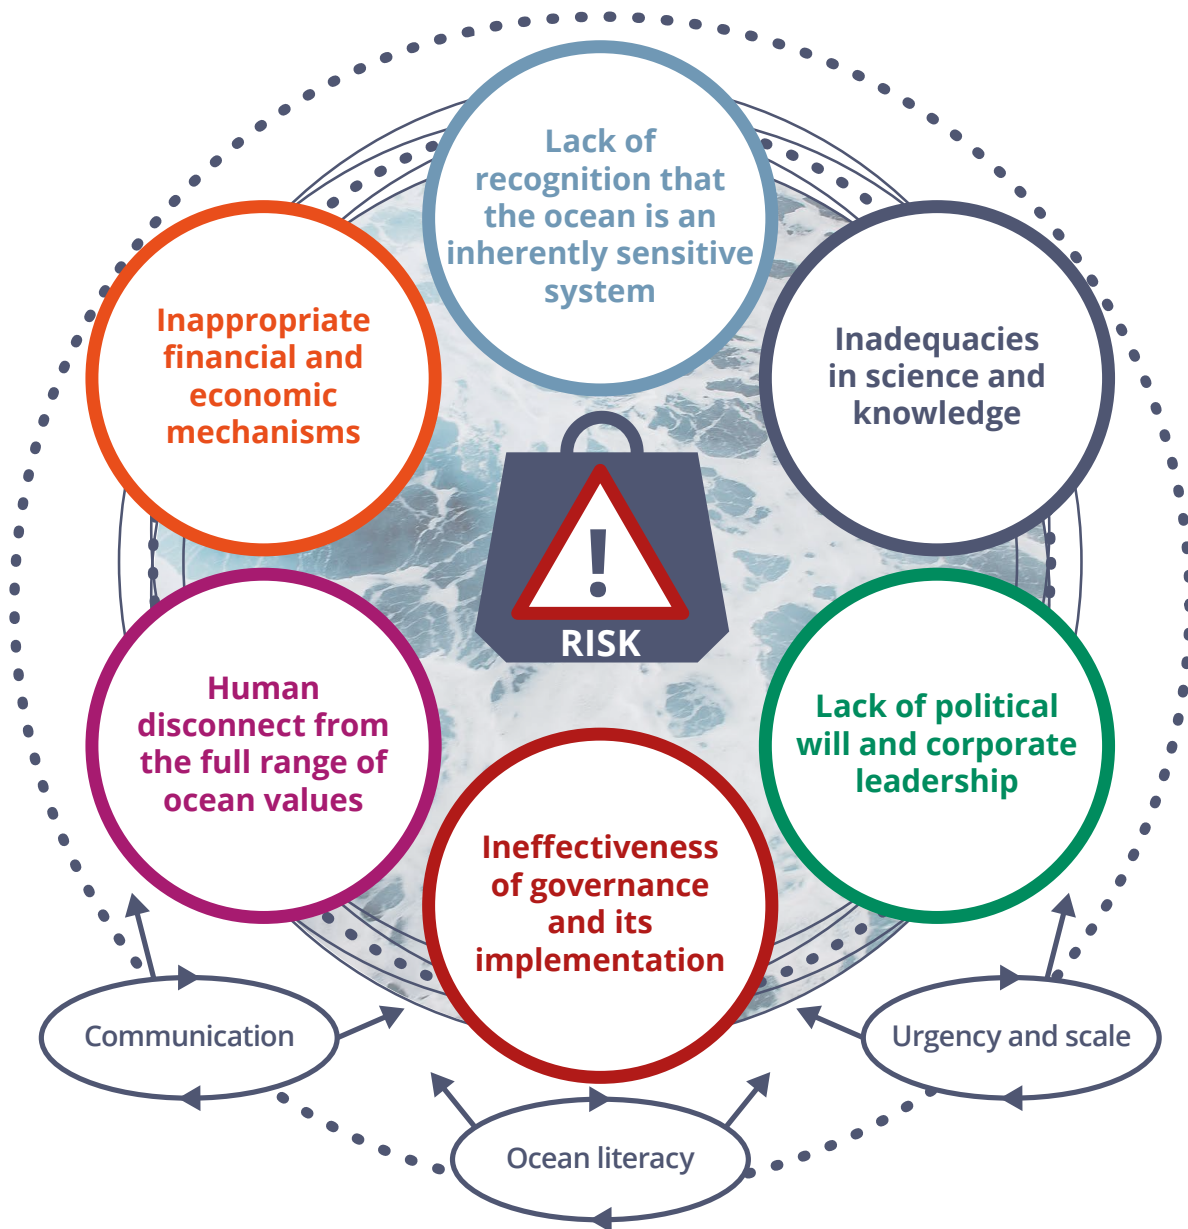 Lack of
recognition that
the ocean is an
inherently sensitive
system
Inappropriate
financial and
economic
mechanisms
Inadequacies
in science and
knowledge
!
RISK
Human
disconnect from
the full range of
ocean values
Lack of political
will and corporate
leadership
Ineffectiveness
of governance
and its
implementation
Communication
Urgency and scale
Ocean literacy